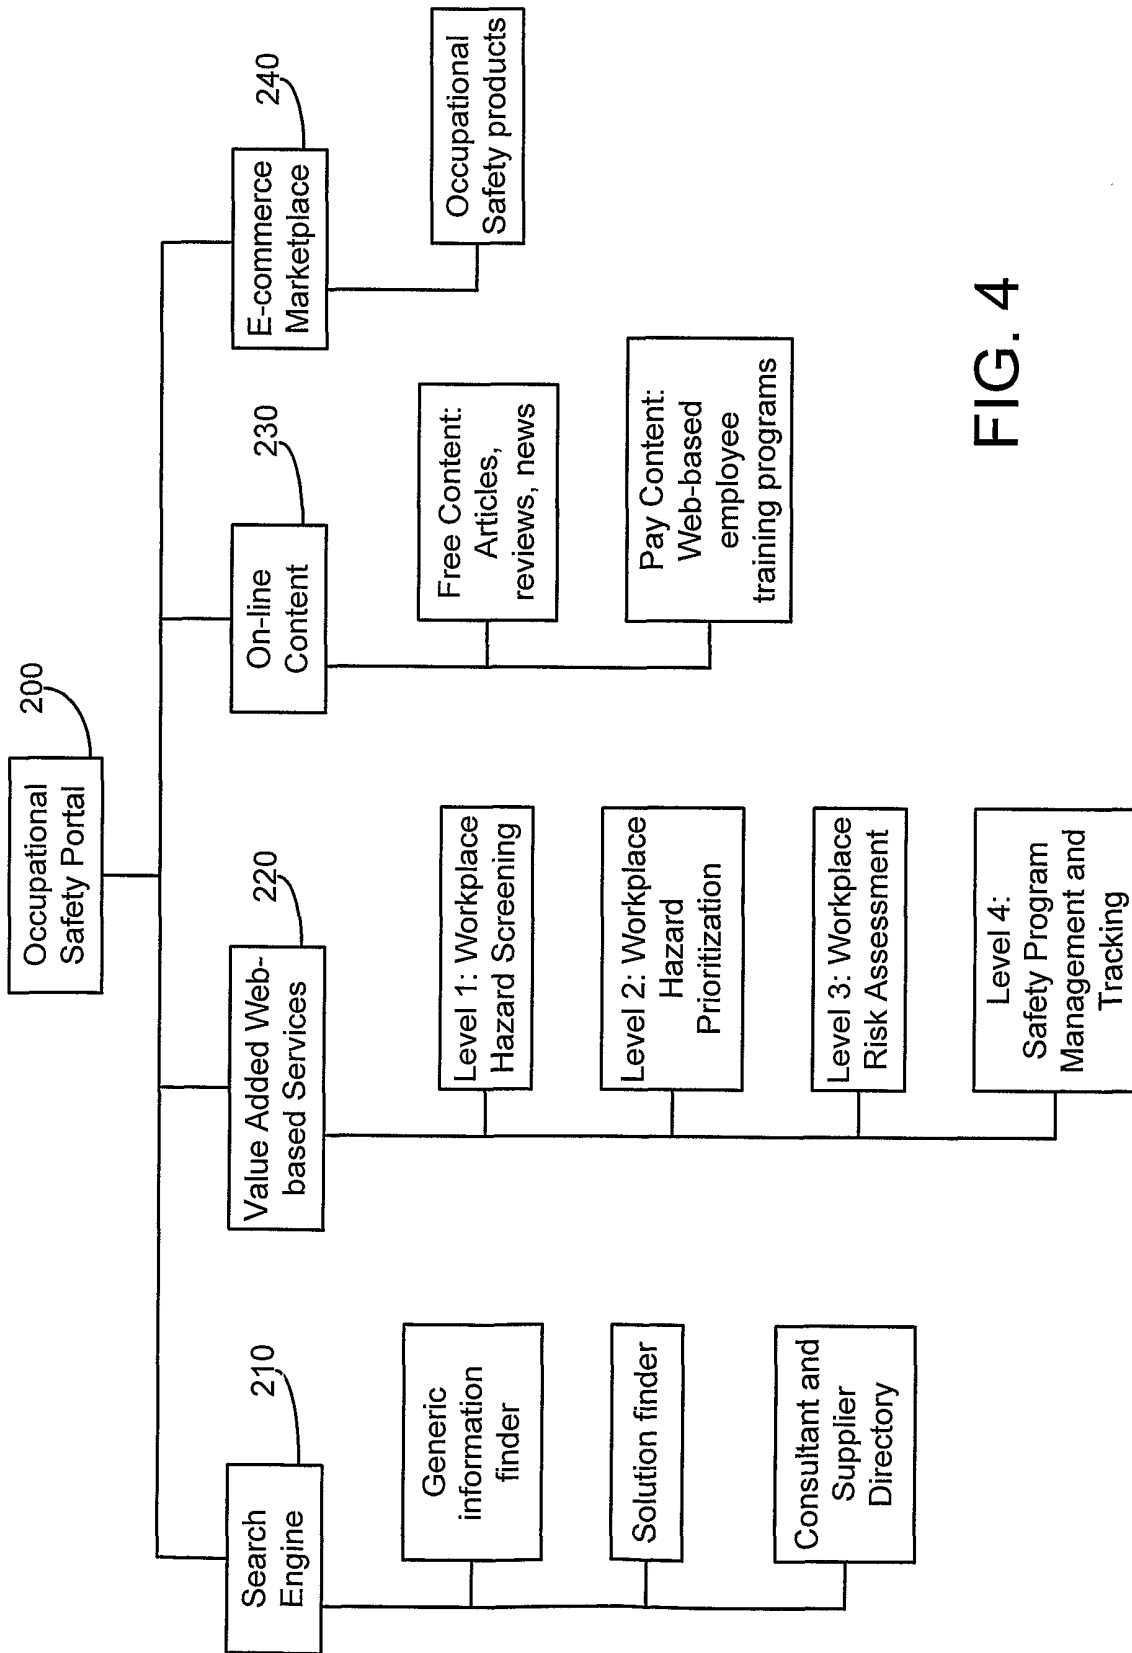 Occupational
Safety Portal
200
Search
Engine
210
Generic
information
finder
Solution finder
Consultant and
Supplier
Directory
Value Added Web-
based Services
220
Level 1: Workplace
Hazard Screening
Level 2: Workplace
Hazard
Prioritization
Level 3: Workplace
Risk Assessment
Level 4:
Safety Program
Management and
Tracking
On-line
Content
230
Free Content:
Articles,
reviews, news
Pay Content:
Web-based
employee
training programs
E-commerce
Marketplace
240
Occupational
Safety products
FIG. 4